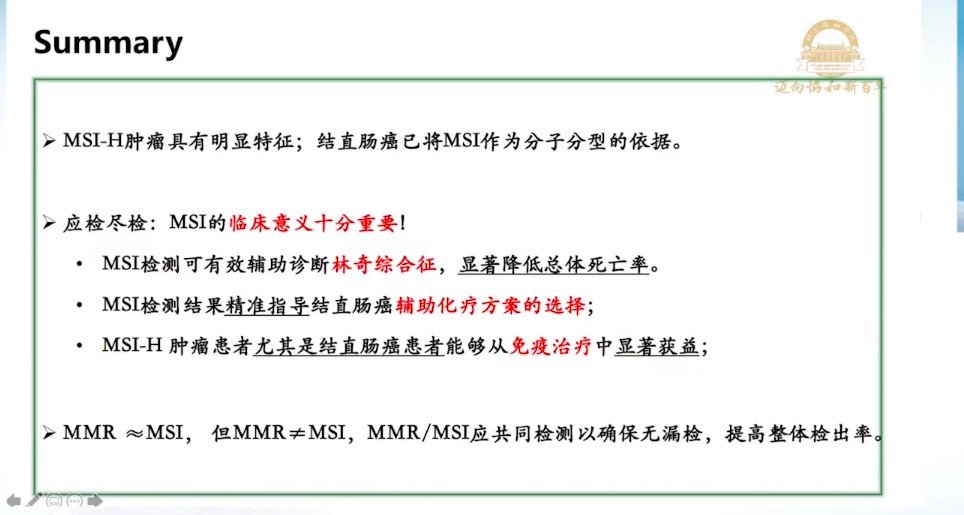 Summary
迈向协和新百年
➢ MSI-H肿瘤具有明显特征；结直肠癌已将MSI作为分子分型的依据。
➢ 应检尽检：MSI的临床意义十分重要!
• MSI检测可有效辅助诊断林奇综合征，显著降低总体死亡率。
• MSI检测结果精准指导结直肠癌辅助化疗方案的选择；
• MSI-H 肿瘤患者尤其是结直肠癌患者能够从免疫治疗中显著获益；
➢ MMR ≈MSI， 但MMR≠MSI，MMR/MSI应共同检测以确保无漏检，提高整体检出率。